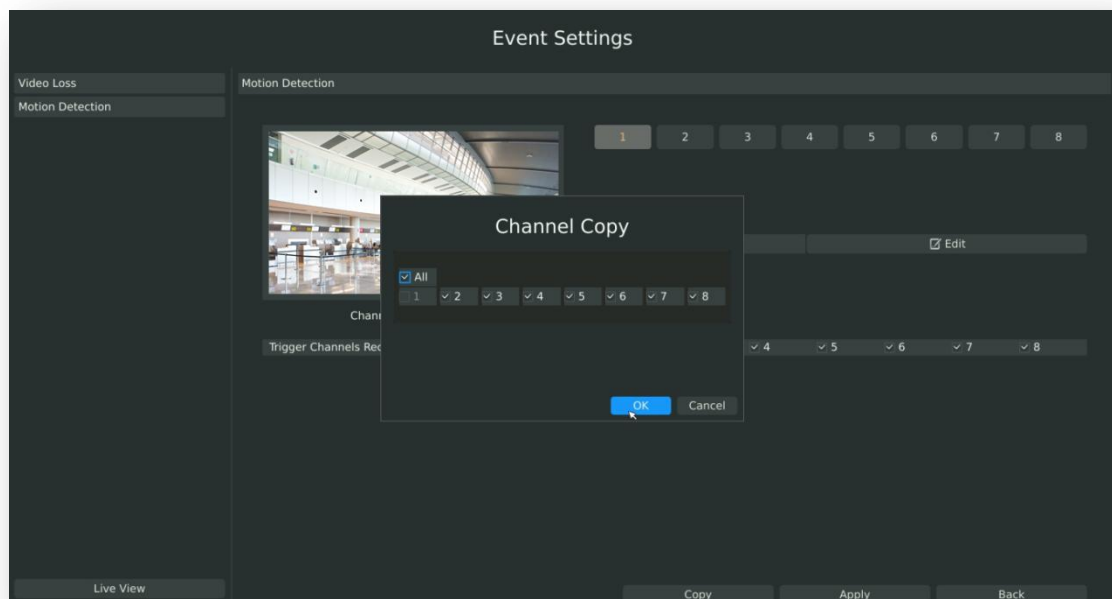 Event Settings
Video Loss
Motion Detection
Motion Detection
1 2 3 4 5 6 7 8
Channel Copy
Edit
All
1 2 3 4 5 6 7 8
Chann
Trigger Channels Rec 4 5 6 7 8
OK Cancel
Live View
Copy Apply Back